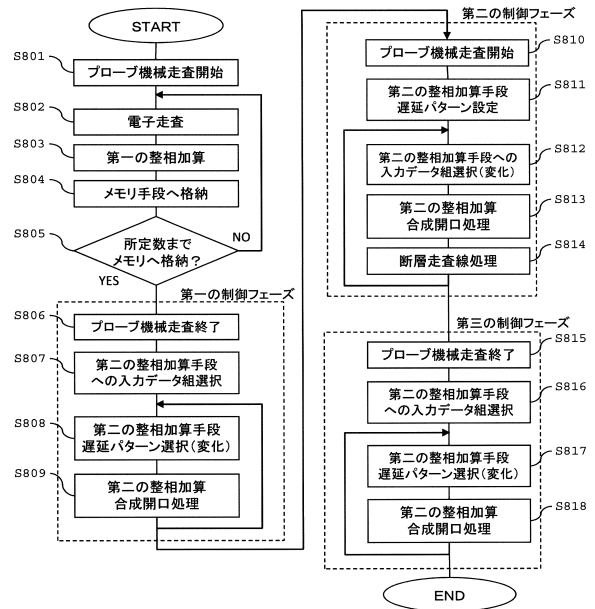 START
S801
プローブ機械走査開始
S802
電子走査
S803
第一の整相加算
S804
メモリ手段へ格納
S805
所定数まで
メモリへ格納？
NO
YES
第一の制御フェーズ
S806
プローブ機械走査終了
S807
第二の整相加算手段
への入力データ組選択
S808
第二の整相加算手段
遅延パターン選択(変化)
S809
第二の整相加算
合成開口処理
第二の制御フェーズ
S810
プローブ機械走査開始
S811
第二の整相加算手段
遅延パターン設定
S812
第二の整相加算手段への
入力データ組選択(変化)
S813
第二の整相加算
合成開口処理
S814
断層走査線処理
第三の制御フェーズ
S815
プローブ機械走査終了
S816
第二の整相加算手段
への入力データ組選択
S817
第二の整相加算手段
遅延パターン選択(変化)
S818
第二の整相加算
合成開口処理
END